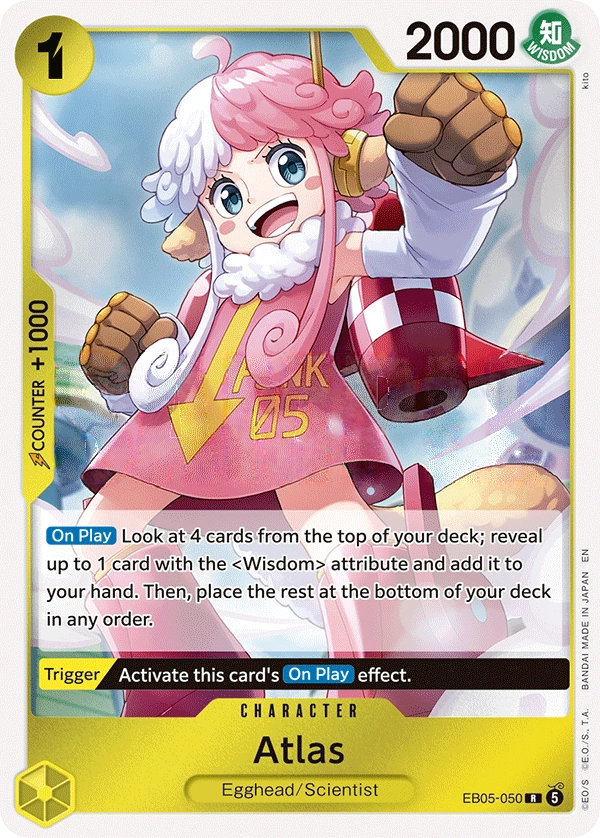 1
2000
知
WISDOM
kito
COUNTER +1000
PUNK
05
On Play Look at 4 cards from the top of your deck; reveal
up to 1 card with the <Wisdom> attribute and add it to
your hand. Then, place the rest at the bottom of your deck
in any order.
Trigger Activate this card's On Play effect.
CHARACTER
Atlas
Egghead/Scientist
EB05-050 R 5
©EO/S ©E.O./S., T.A. BANDAI MADE IN JAPAN EN